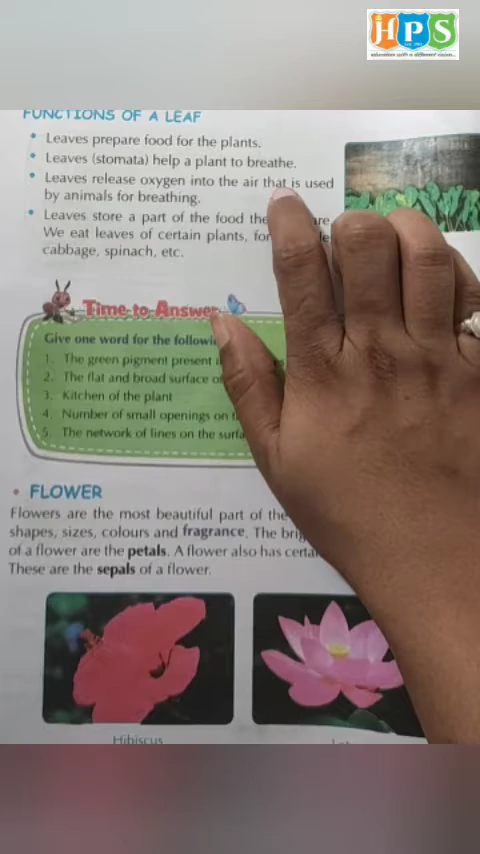 HPS
FUNCTIONS OF A LEAF
• Leaves prepare food for the plants.
• Leaves (stomata) help a plant to breathe.
• Leaves release oxygen into the air that is used
by animals for breathing.
• Leaves store a part of the food the
We eat leaves of certain plants, for
cabbage, spinach, etc.
Time to Answer
Give one word for the followi
1. The green pigment present
2. The flat and broad surface of
3. Kitchen of the plant
4. Number of small openings on
5. The network of lines on the surfa
• FLOWER
Flowers are the most beautiful part of the
shapes, sizes, colours and fragrance. The brig
of a flower are the petals. A flower also has certa
These are the sepals of a flower.
Hibiscus